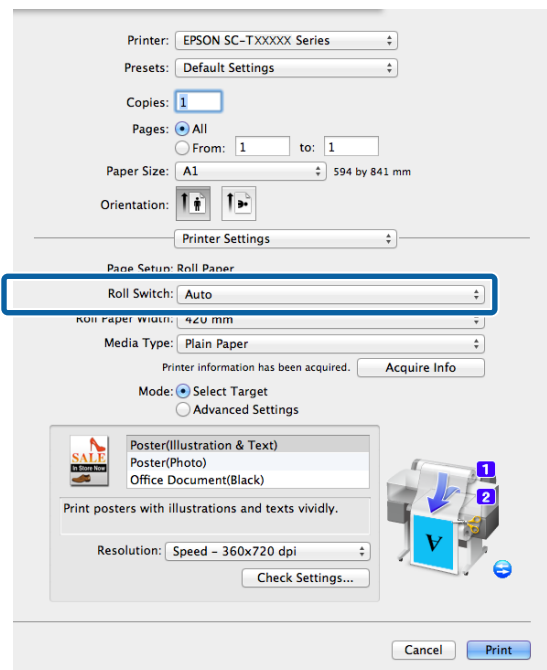 Printer: EPSON SC-TXXXXX Series
Presets: Default Settings
Copies: 1
Pages: All
From: 1 to: 1
Paper Size: A1 594 by 841 mm
Orientation:
Printer Settings
Page Setup: Roll Paper
Roll Switch: Auto
Roll Paper Width: 420 mm
Media Type: Plain Paper
Printer information has been acquired. Acquire Info
Mode: Select Target
Advanced Settings
SALE
In Store Now
Poster(Illustration & Text)
Poster(Photo)
Office Document(Black)
Print posters with illustrations and texts vividly.
Resolution: Speed – 360x720 dpi
Check Settings...
1
2
A
Cancel Print